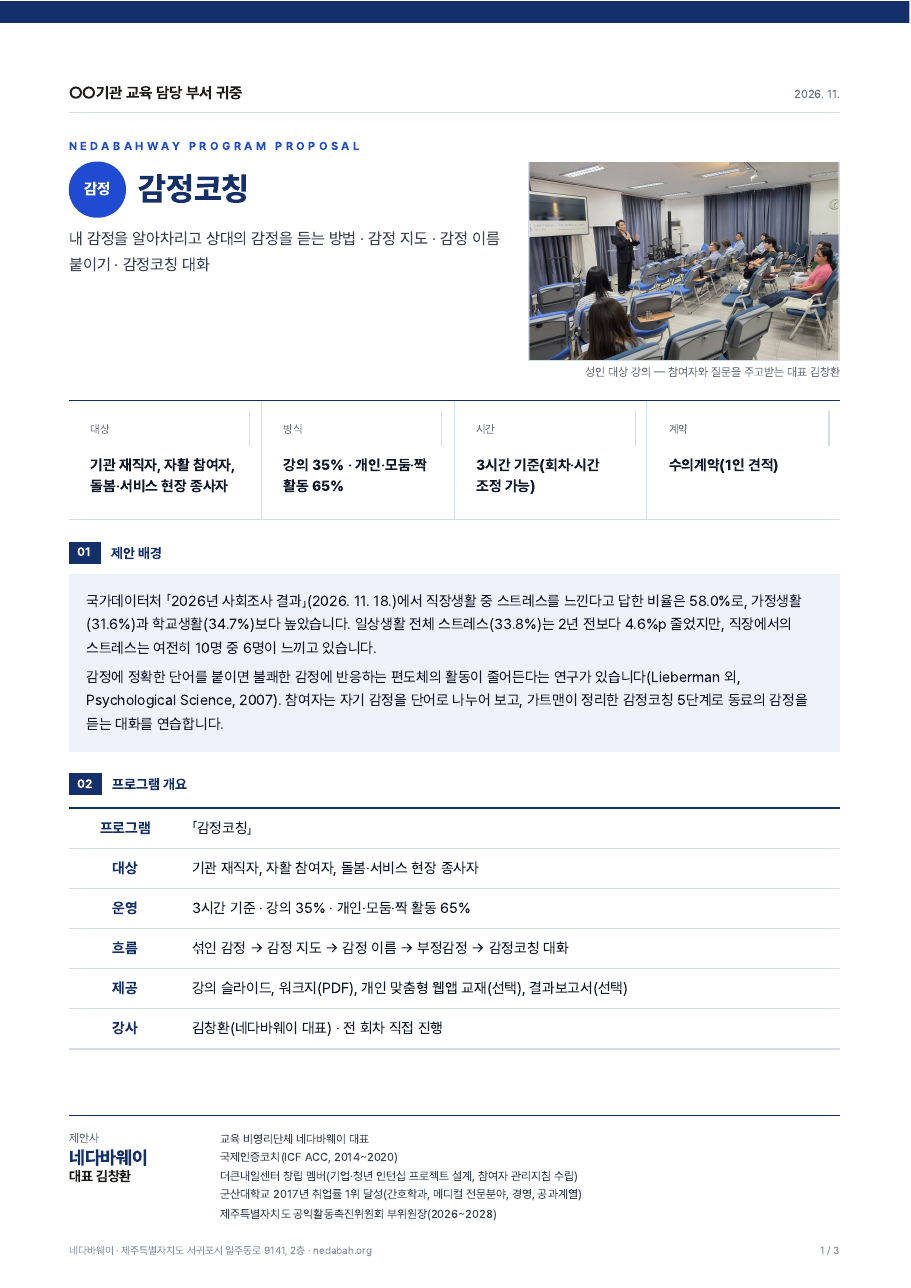 OO기관 교육 담당 부서 귀중
2026. 11.
NEDABAHWAY PROGRAM PROPOSAL
감정
감정코칭
내 감정을 알아차리고 상대의 감정을 듣는 방법 · 감정 지도 · 감정 이름
붙이기 · 감정코칭 대화
성인 대상 강의 — 참여자와 질문을 주고받는 대표 김창환
대상
기관 재직자, 자활 참여자,
돌봄·서비스 현장 종사자
방식
강의 35% · 개인·모둠·짝
활동 65%
시간
3시간 기준(회차·시간
조정 가능)
계약
수의계약(1인 견적)
01 제안 배경
국가데이터처 「2026년 사회조사 결과」(2026. 11. 18.)에서 직장생활 중 스트레스를 느낀다고 답한 비율은 58.0%로, 가정생활
(31.6%)과 학교생활(34.7%)보다 높았습니다. 일상생활 전체 스트레스(33.8%)는 2년 전보다 4.6%p 줄었지만, 직장에서의
스트레스는 여전히 10명 중 6명이 느끼고 있습니다.
감정에 정확한 단어를 붙이면 불쾌한 감정에 반응하는 편도체의 활동이 줄어든다는 연구가 있습니다(Lieberman 외,
Psychological Science, 2007). 참여자는 자기 감정을 단어로 나누어 보고, 가트맨이 정리한 감정코칭 5단계로 동료의 감정을
듣는 대화를 연습합니다.
02 프로그램 개요
프로그램 「감정코칭」
대상 기관 재직자, 자활 참여자, 돌봄·서비스 현장 종사자
운영 3시간 기준 · 강의 35% · 개인·모둠·짝 활동 65%
흐름 섞인 감정 → 감정 지도 → 감정 이름 → 부정감정 → 감정코칭 대화
제공 강의 슬라이드, 워크지(PDF), 개인 맞춤형 웹앱 교재(선택), 결과보고서(선택)
강사 김창환(네다바웨이 대표) · 전 회차 직접 진행
제안사
네다바웨이
대표 김창환
교육 비영리단체 네다바웨이 대표
국제인증코치(ICF ACC, 2014~2020)
더큰내일센터 창립 멤버(기업·청년 인턴십 프로젝트 설계, 참여자 관리지침 수립)
군산대학교 2017년 취업률 1위 달성(간호학과, 메디컬 전문분야, 경영, 공과계열)
제주특별자치도 공익활동촉진위원회 부위원장(2026~2028)
네다바웨이 · 제주특별자치도 서귀포시 일주동로 9141, 2층 · nedabah.org
1 / 3